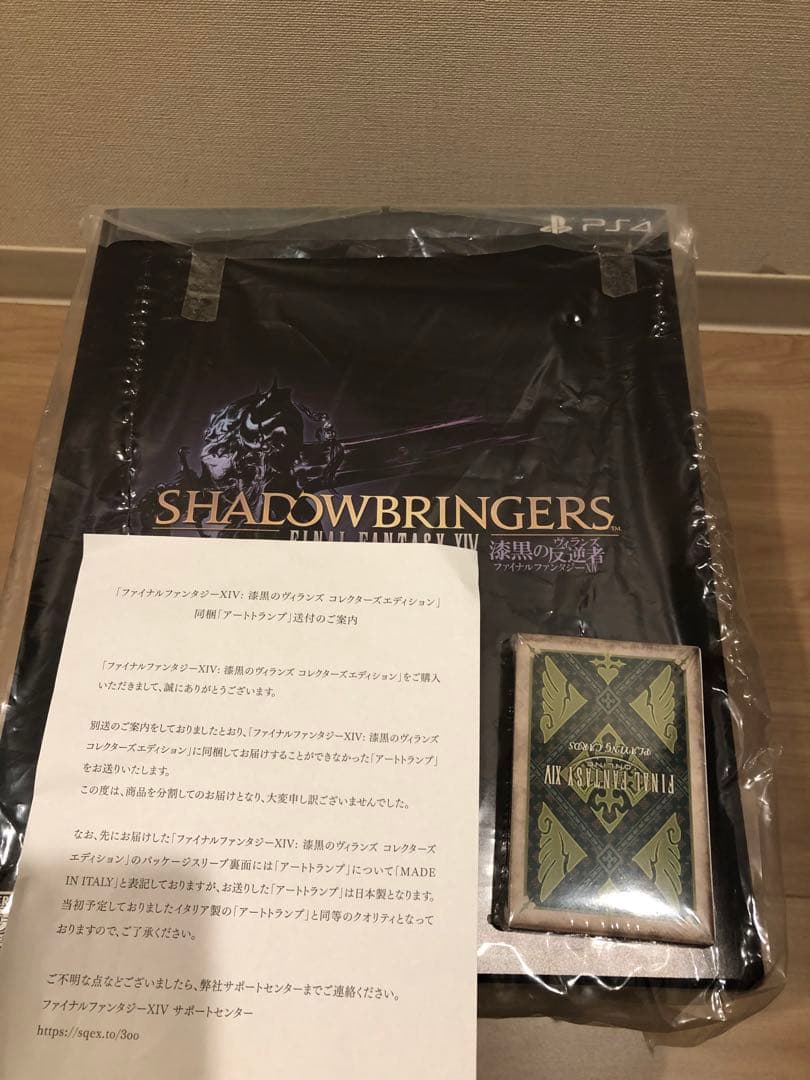 PS4
SHADOWBRINGERS
FINAL FANTASY XIV
漆黒の反逆者
ヴィランズ
ファイナルファンタジーXIV
「ファイナルファンタジーXIV: 漆黒のヴィランズ コレクターズエディション」
同梱「アートトランプ」送付のご案内
「ファイナルファンタジーXIV: 漆黒のヴィランズ コレクターズエディション」をご購入
いただきまして、誠にありがとうございます。
別送のご案内をしておりましたとおり、「ファイナルファンタジーXIV: 漆黒のヴィランズ
コレクターズエディション」に同梱してお届けすることができなかった「アートトランプ」
をお送りいたします。
この度は、商品を分割してのお届けとなり、大変申し訳ございませんでした。
なお、先にお届けした「ファイナルファンタジーXIV: 漆黒のヴィランズ コレクターズ
エディション」のパッケージスリーブ裏面には「アートトランプ」について「MADE
IN ITALY」と表記しておりますが、お送りした「アートトランプ」は日本製となります。
当初予定しておりましたイタリア製の「アートトランプ」と同等のクオリティとなって
おりますので、ご了承ください。
ご不明な点などございましたら、弊社サポートセンターまでご連絡ください。
ファイナルファンタジーXIV サポートセンター
https://sqex.to/3oo
FINAL FANTASY XIV
ONLINE
PLAYING CARDS